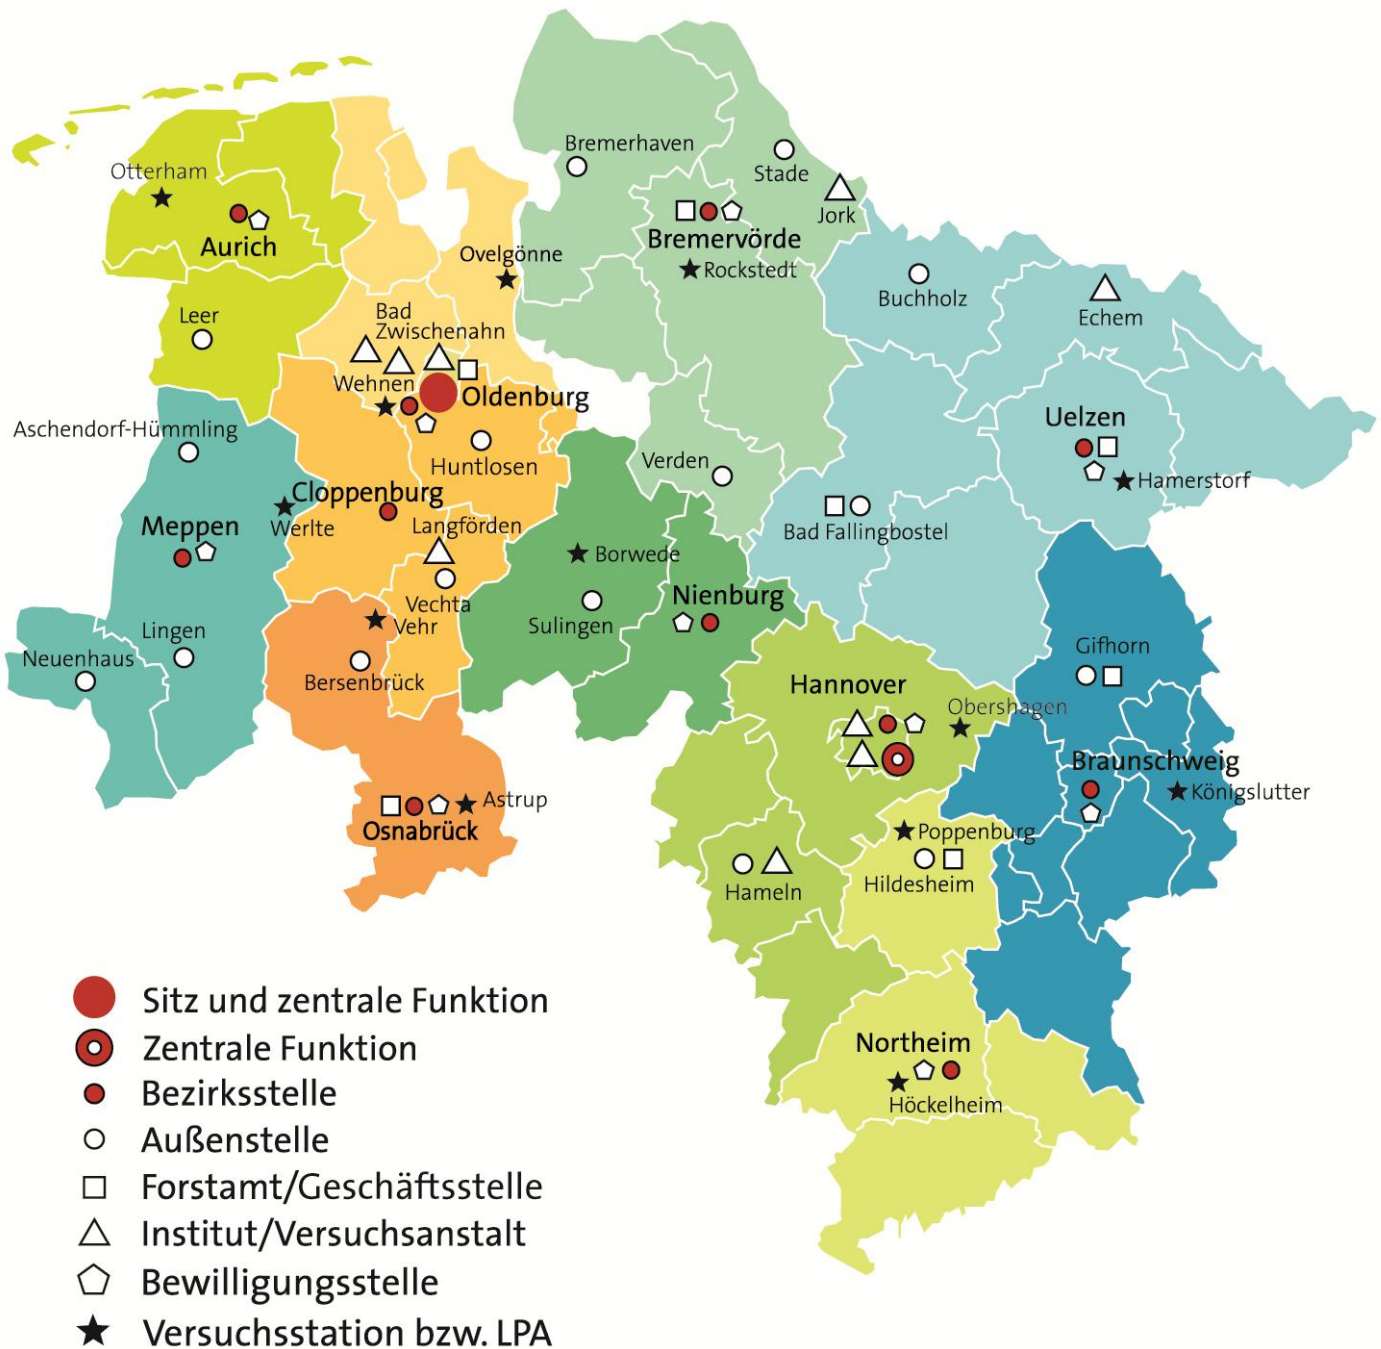 Bremerhaven
Stade
Otterham
Jork
Aurich
Bremervörde
Ovelgönne
Rockstedt
Buchholz
Leer
Bad
Zwischenahn
Echem
Wehnen
Oldenburg
Uelzen
Aschendorf-Hümmling
Huntlosen
Verden
Hamerstorf
Cloppenburg
Werlte
Langförden
Meppen
Bad Fallingbostel
Borwede
Nienburg
Vechta
Vehr
Sulingen
Lingen
Neuenhaus
Gifhorn
Bersenbrück
Hannover
Obershagen
Braunschweig
Königslutter
Astrup
Osnabrück
Poppenburg
Hameln
Hildesheim
Northeim
Höckelheim
Sitz und zentrale Funktion
Zentrale Funktion
Bezirksstelle
Außenstelle
Forstamt/Geschäftsstelle
Institut/Versuchsanstalt
Bewilligungsstelle
Versuchsstation bzw. LPA